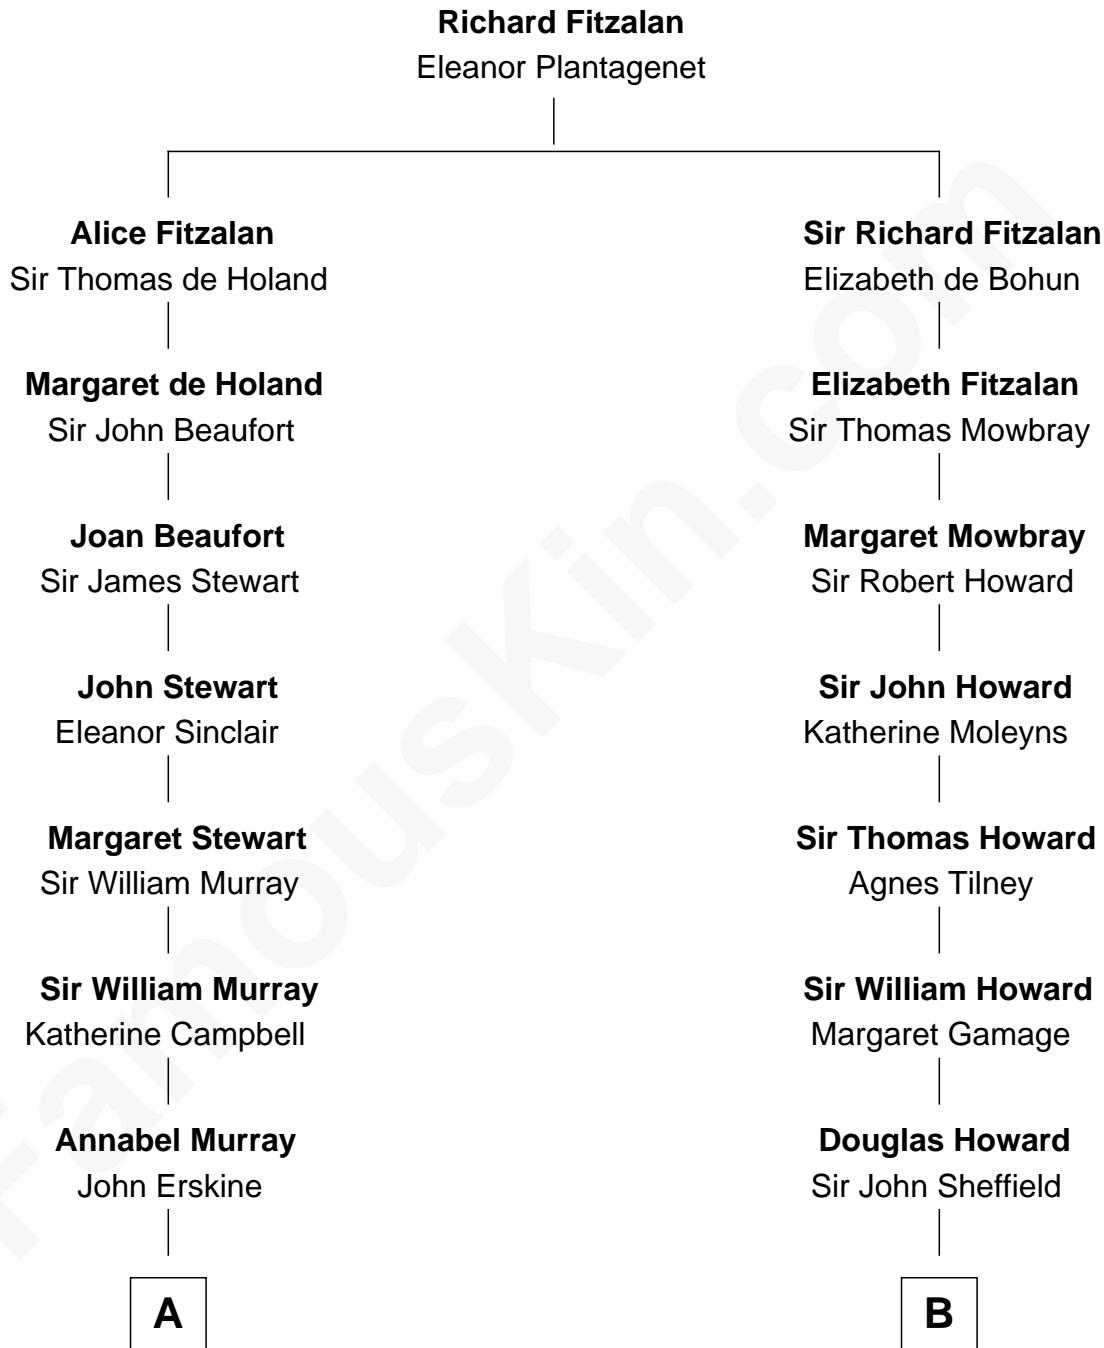 Richard Fitzalan
Eleanor Plantagenet
Alice Fitzalan
Sir Thomas de Holand
Sir Richard Fitzalan
Elizabeth de Bohun
Margaret de Holand
Sir John Beaufort
Elizabeth Fitzalan
Sir Thomas Mowbray
Joan Beaufort
Sir James Stewart
Margaret Mowbray
Sir Robert Howard
John Stewart
Eleanor Sinclair
Sir John Howard
Katherine Moleyns
Margaret Stewart
Sir William Murray
Sir Thomas Howard
Agnes Tilney
Sir William Murray
Katherine Campbell
Sir William Howard
Margaret Gamage
Annabel Murray
John Erskine
Douglas Howard
Sir John Sheffield
A
B
FamousKin.com